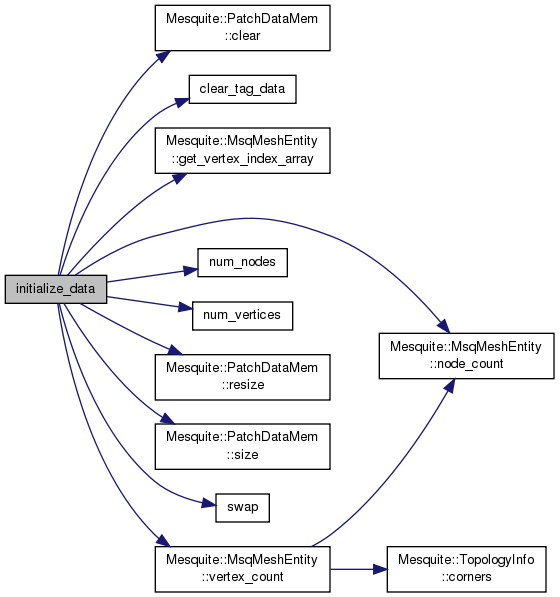 Mesquite::PatchDataMem
::clear
clear_tag_data
Mesquite::MsqMeshEntity
::get_vertex_index_array
num_nodes
initialize_data
num_vertices
Mesquite::MsqMeshEntity
::node_count
Mesquite::PatchDataMem
::resize
Mesquite::PatchDataMem
::size
swap
Mesquite::MsqMeshEntity
::vertex_count
Mesquite::TopologyInfo
::corners